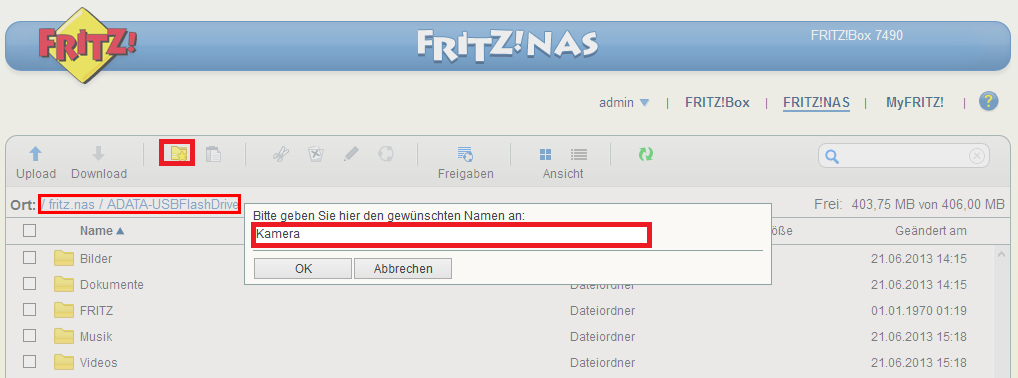 FRITZ!
FRITZ!NAS
FRITZ!Box 7490
admin | FRITZ!Box | FRITZ!NAS | MyFRITZ! | ?
Upload Download Freigaben Ansicht
Ort: / fritz.nas / ADATA-USBFlashDrive
Frei: 403,75 MB von 406,00 MB
Bitte geben Sie hier den gewünschten Namen an:
Kamera
OK Abbrechen
Name öße Geändert am
Bilder 21.06.2013 14:15
Dokumente Dateiordner 21.06.2013 14:15
FRITZ Dateiordner 01.01.1970 01:19
Musik Dateiordner 21.06.2013 15:18
Videos Dateiordner 21.06.2013 15:18